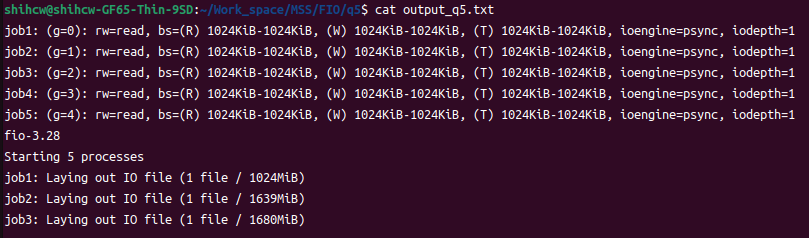 shihcw@shihcw-GF65-Thin-9SD:~/Work_space/MSS/FIO/q5$ cat output_q5.txt
job1: (g=0): rw=read, bs=(R) 1024KiB-1024KiB, (W) 1024KiB-1024KiB, (T) 1024KiB-1024KiB, ioengine=psync, iodepth=1
job2: (g=1): rw=read, bs=(R) 1024KiB-1024KiB, (W) 1024KiB-1024KiB, (T) 1024KiB-1024KiB, ioengine=psync, iodepth=1
job3: (g=2): rw=read, bs=(R) 1024KiB-1024KiB, (W) 1024KiB-1024KiB, (T) 1024KiB-1024KiB, ioengine=psync, iodepth=1
job4: (g=3): rw=read, bs=(R) 1024KiB-1024KiB, (W) 1024KiB-1024KiB, (T) 1024KiB-1024KiB, ioengine=psync, iodepth=1
job5: (g=4): rw=read, bs=(R) 1024KiB-1024KiB, (W) 1024KiB-1024KiB, (T) 1024KiB-1024KiB, ioengine=psync, iodepth=1
fio-3.28
Starting 5 processes
job1: Laying out IO file (1 file / 1024MiB)
job2: Laying out IO file (1 file / 1639MiB)
job3: Laying out IO file (1 file / 1680MiB)